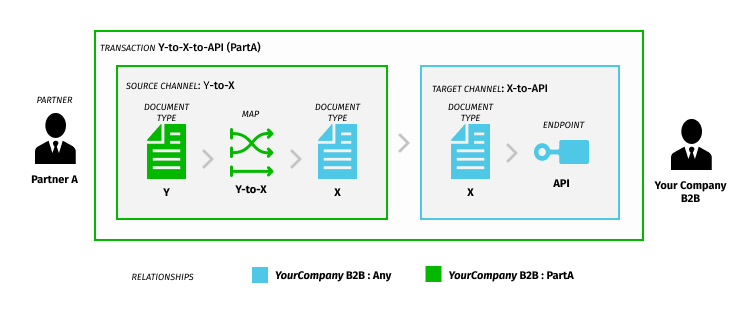 TRANSACTION Y-to-X-to-API (PartA)
SOURCE CHANNEL: Y-to-X
TARGET CHANNEL: X-to-API
PARTNER
Partner A
DOCUMENT
TYPE
Y
MAP
Y-to-X
DOCUMENT
TYPE
X
DOCUMENT
TYPE
X
ENDPOINT
API
Your Company
B2B
RELATIONSHIPS
YourCompany B2B : Any
YourCompany B2B : PartA